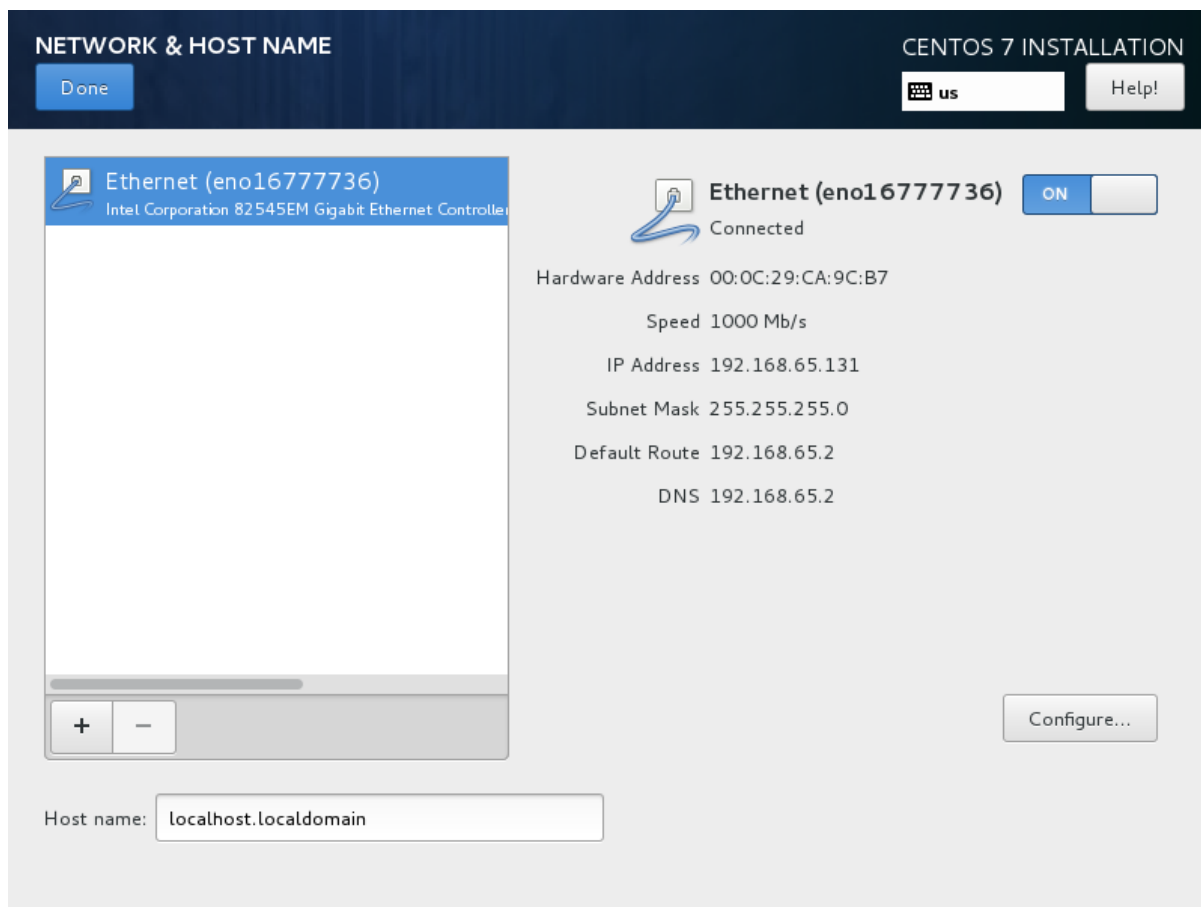 NETWORK & HOST NAME
CENTOS 7 INSTALLATION
Done
us
Help!
Ethernet (eno16777736)
Intel Corporation 82545EM Gigabit Ethernet Controller
Ethernet (eno16777736)
ON
Connected
Hardware Address 00:0C:29:CA:9C:B7
Speed 1000 Mb/s
IP Address 192.168.65.131
Subnet Mask 255.255.255.0
Default Route 192.168.65.2
DNS 192.168.65.2
+ −
Configure...
Host name: localhost.localdomain